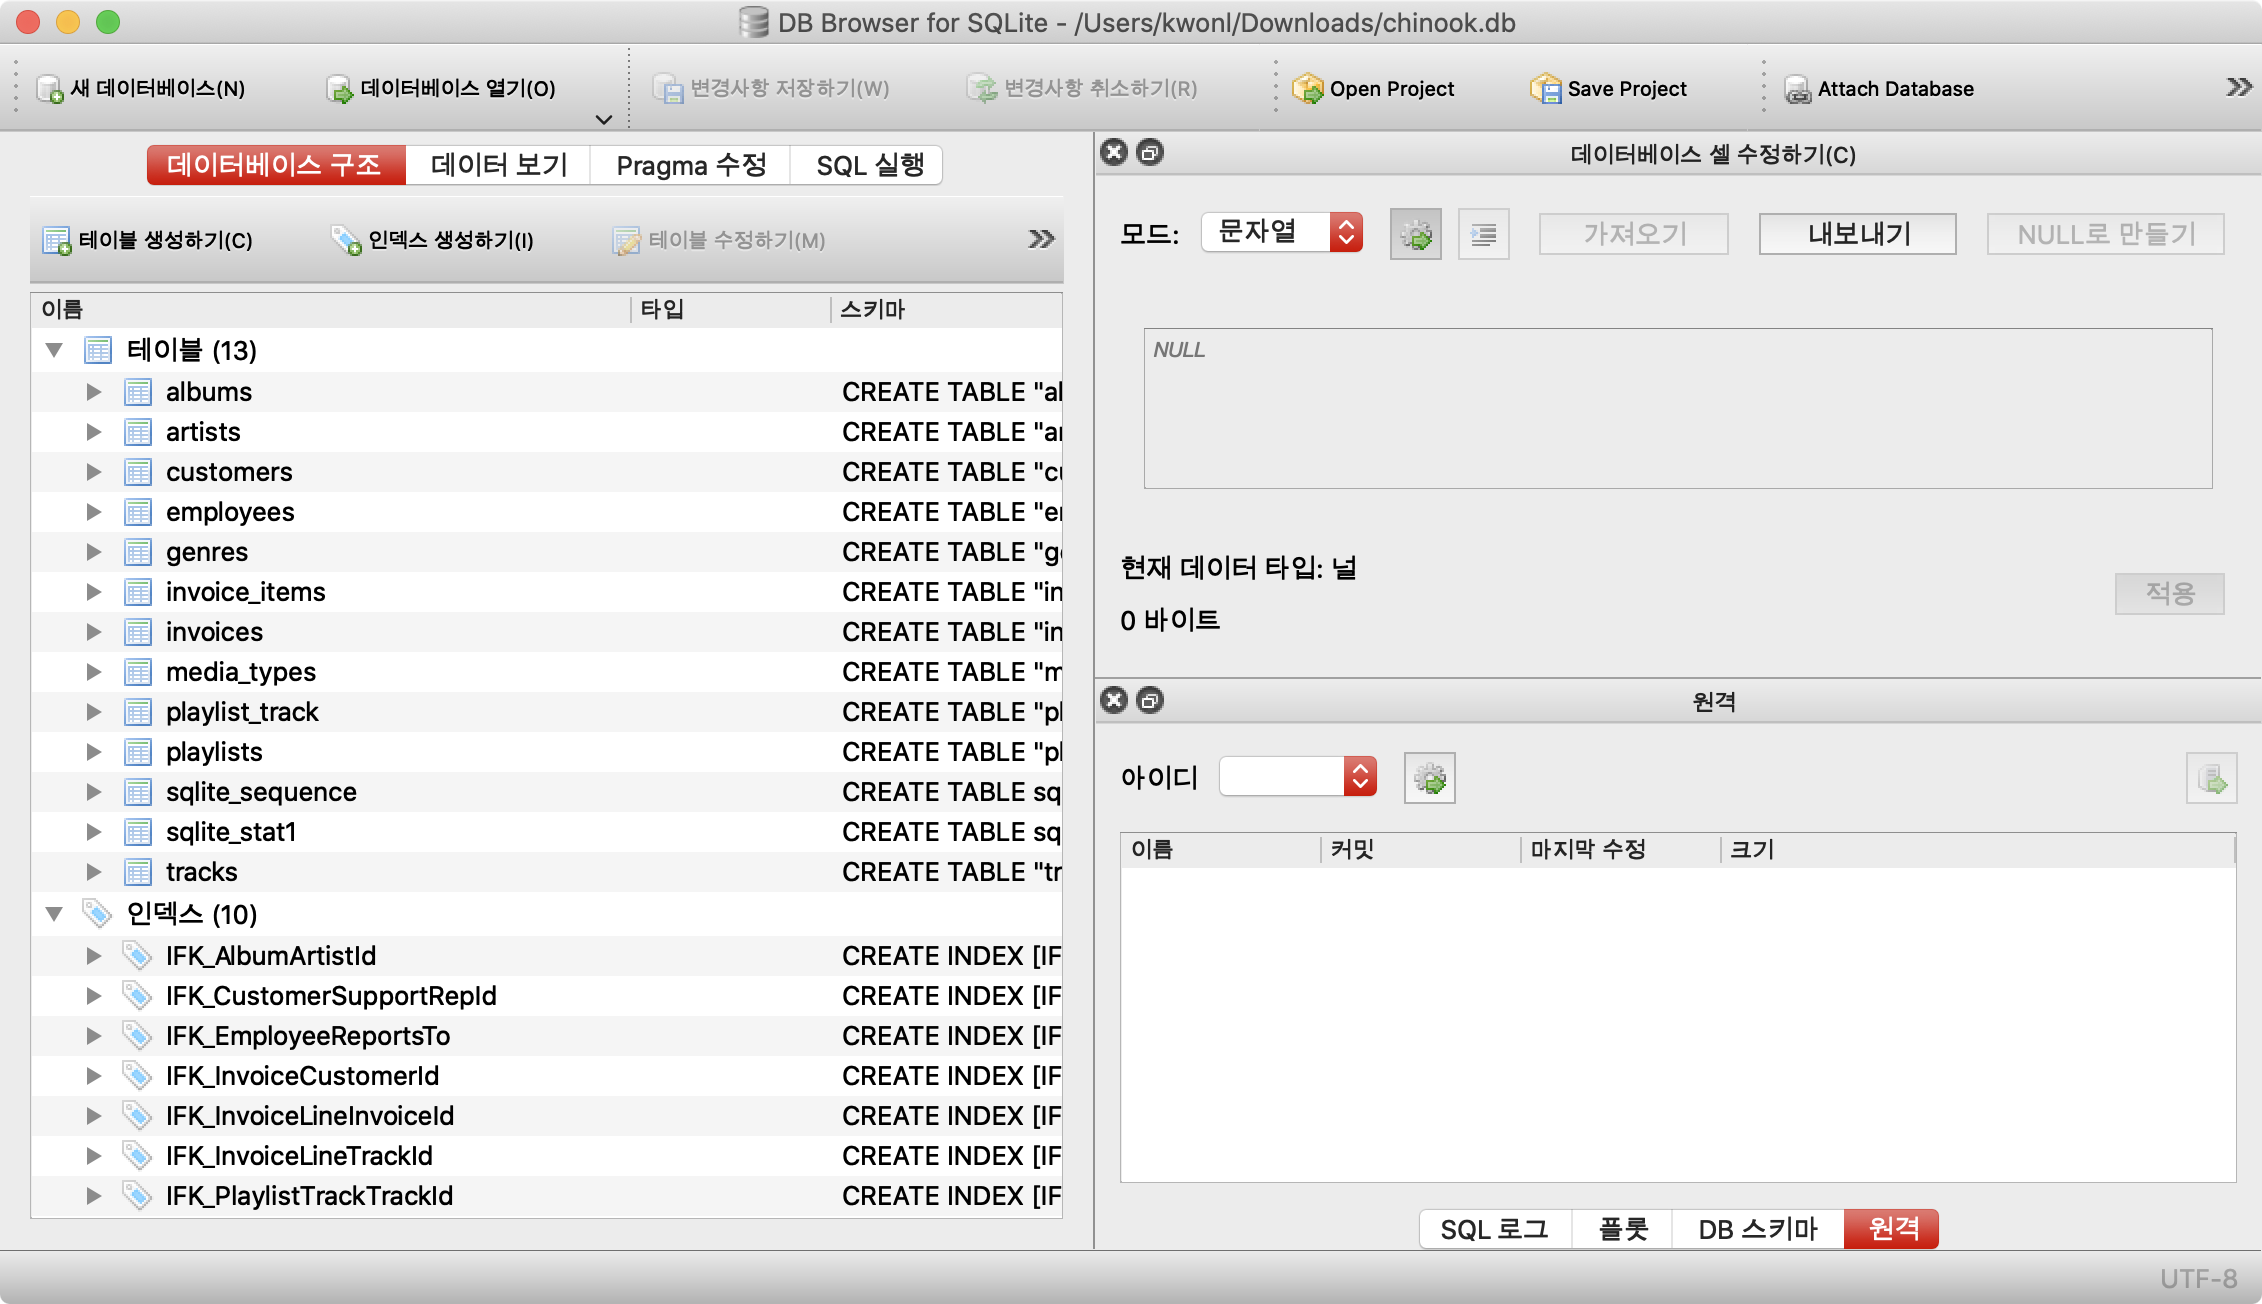 DB Browser for SQLite - /Users/kwonl/Downloads/chinook.db
새 데이터베이스(N) 데이터베이스 열기(O) 변경사항 저장하기(W) 변경사항 취소하기(R) Open Project Save Project Attach Database
데이터베이스 구조 데이터 보기 Pragma 수정 SQL 실행
테이블 생성하기(C) 인덱스 생성하기(I) 테이블 수정하기(M)
이름 타입 스키마
테이블 (13)
albums CREATE TABLE "al
artists CREATE TABLE "ar
customers CREATE TABLE "cu
employees CREATE TABLE "er
genres CREATE TABLE "ge
invoice_items CREATE TABLE "in
invoices CREATE TABLE "in
media_types CREATE TABLE "m
playlist_track CREATE TABLE "pl
playlists CREATE TABLE "pl
sqlite_sequence CREATE TABLE sq
sqlite_stat1 CREATE TABLE sq
tracks CREATE TABLE "tr
인덱스 (10)
IFK_AlbumArtistId CREATE INDEX [IF
IFK_CustomerSupportRepId CREATE INDEX [IF
IFK_EmployeeReportsTo CREATE INDEX [IF
IFK_InvoiceCustomerId CREATE INDEX [IF
IFK_InvoiceLineInvoiceId CREATE INDEX [IF
IFK_InvoiceLineTrackId CREATE INDEX [IF
IFK_PlaylistTrackTrackId CREATE INDEX [IF
데이터베이스 셀 수정하기(C)
모드: 문자열 가져오기 내보내기 NULL로 만들기
NULL
현재 데이터 타입: 널
0 바이트
적용
원격
아이디
이름 커밋 마지막 수정 크기
SQL 로그 플롯 DB 스키마 원격
UTF-8